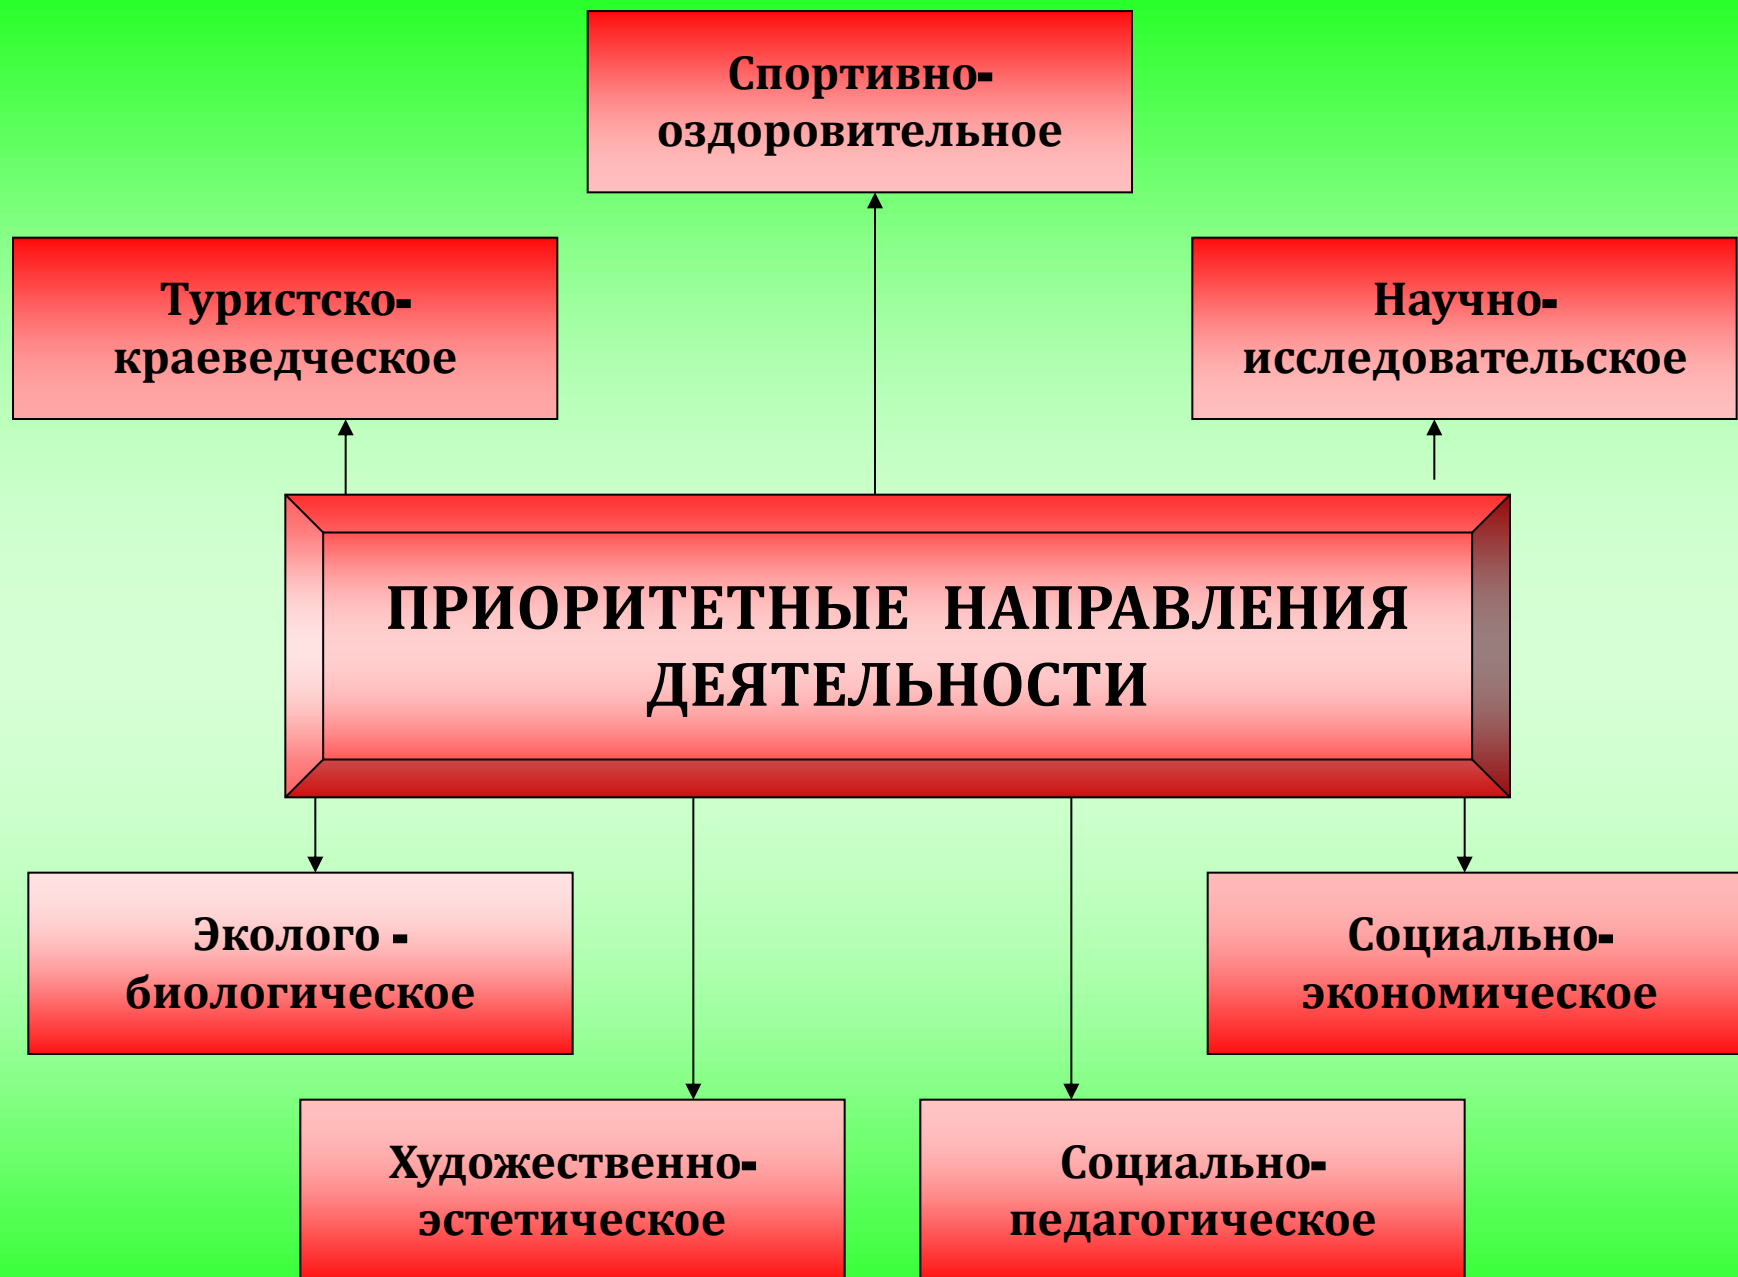 Спортивно-
оздоровительное
Туристско-
краеведческое
Научно-
исследовательское
ПРИОРИТЕТНЫЕ НАПРАВЛЕНИЯ
ДЕЯТЕЛЬНОСТИ
Эколого -
биологическое
Социально-
экономическое
Художественно-
эстетическое
Социально-
педагогическое